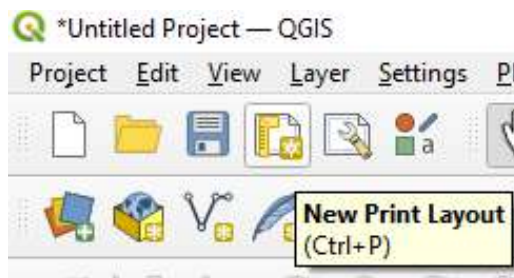 *Untitled Project — QGIS
Project Edit View Layer Settings
a
New Print Layout
(Ctrl+P)